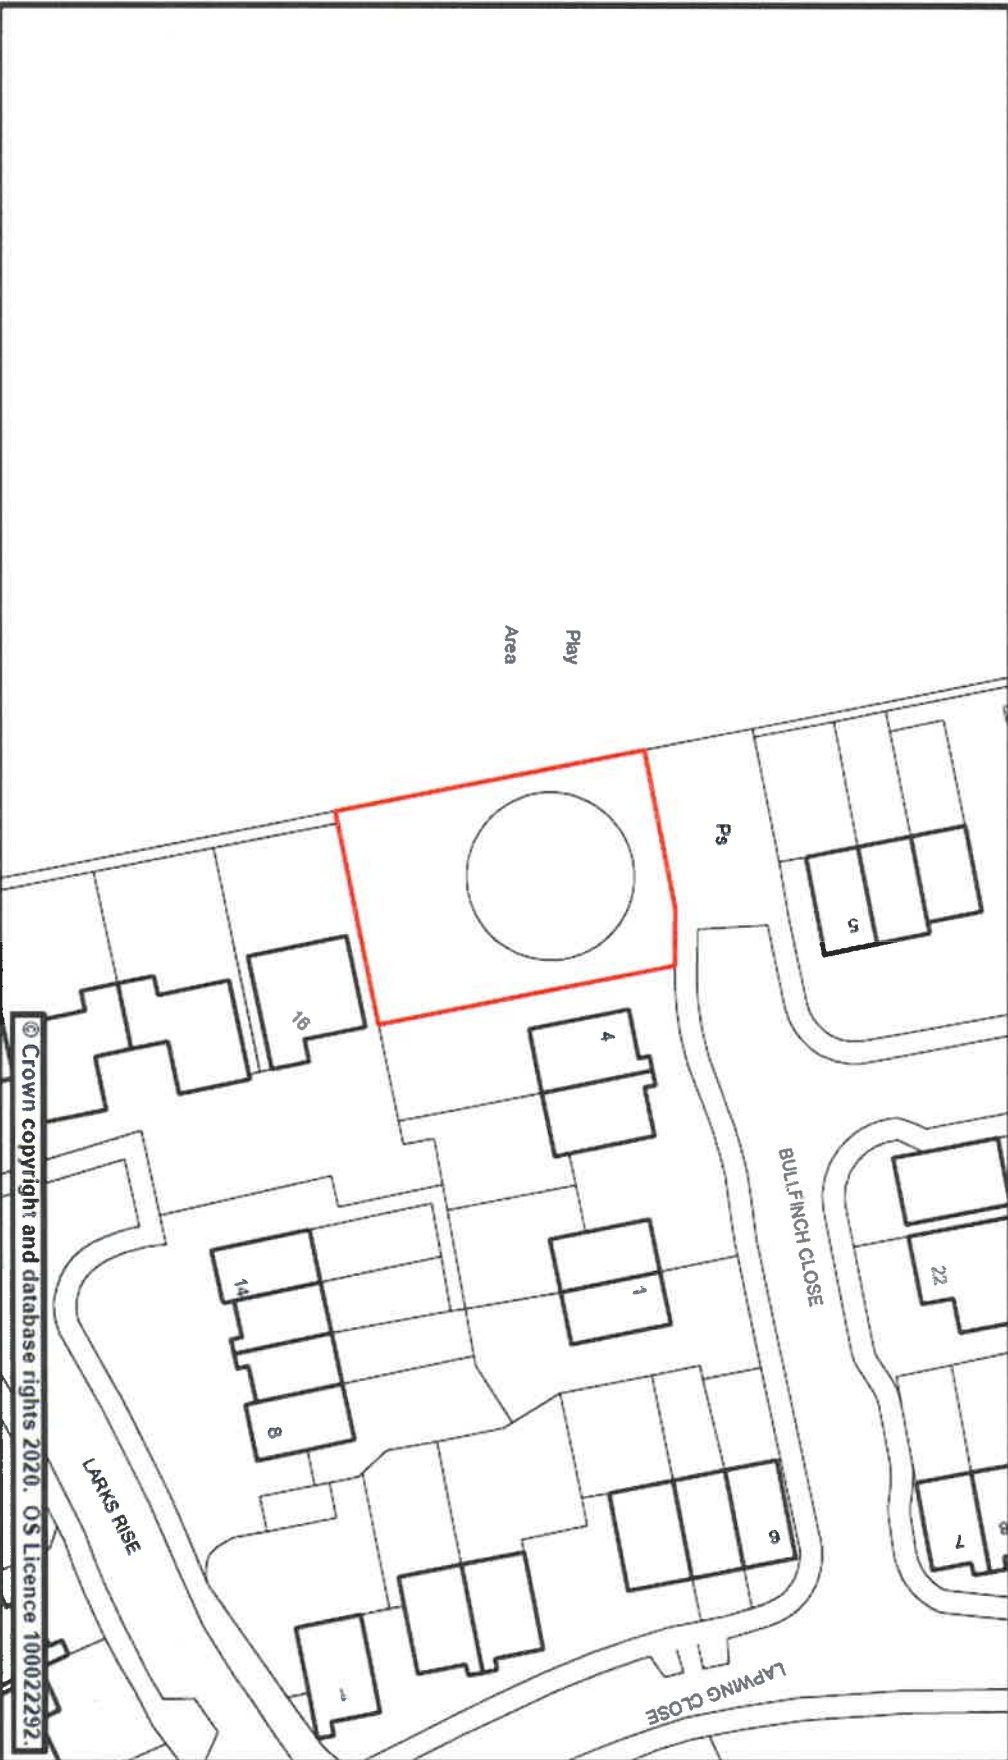 Play
Area
Ps
5
4
16
BULLFINCH CLOSE
22
1
14
8
7
LARKS RISE
LAPWING CLOSE
© Crown copyright and database rights 2020. OS Licence 100022292.